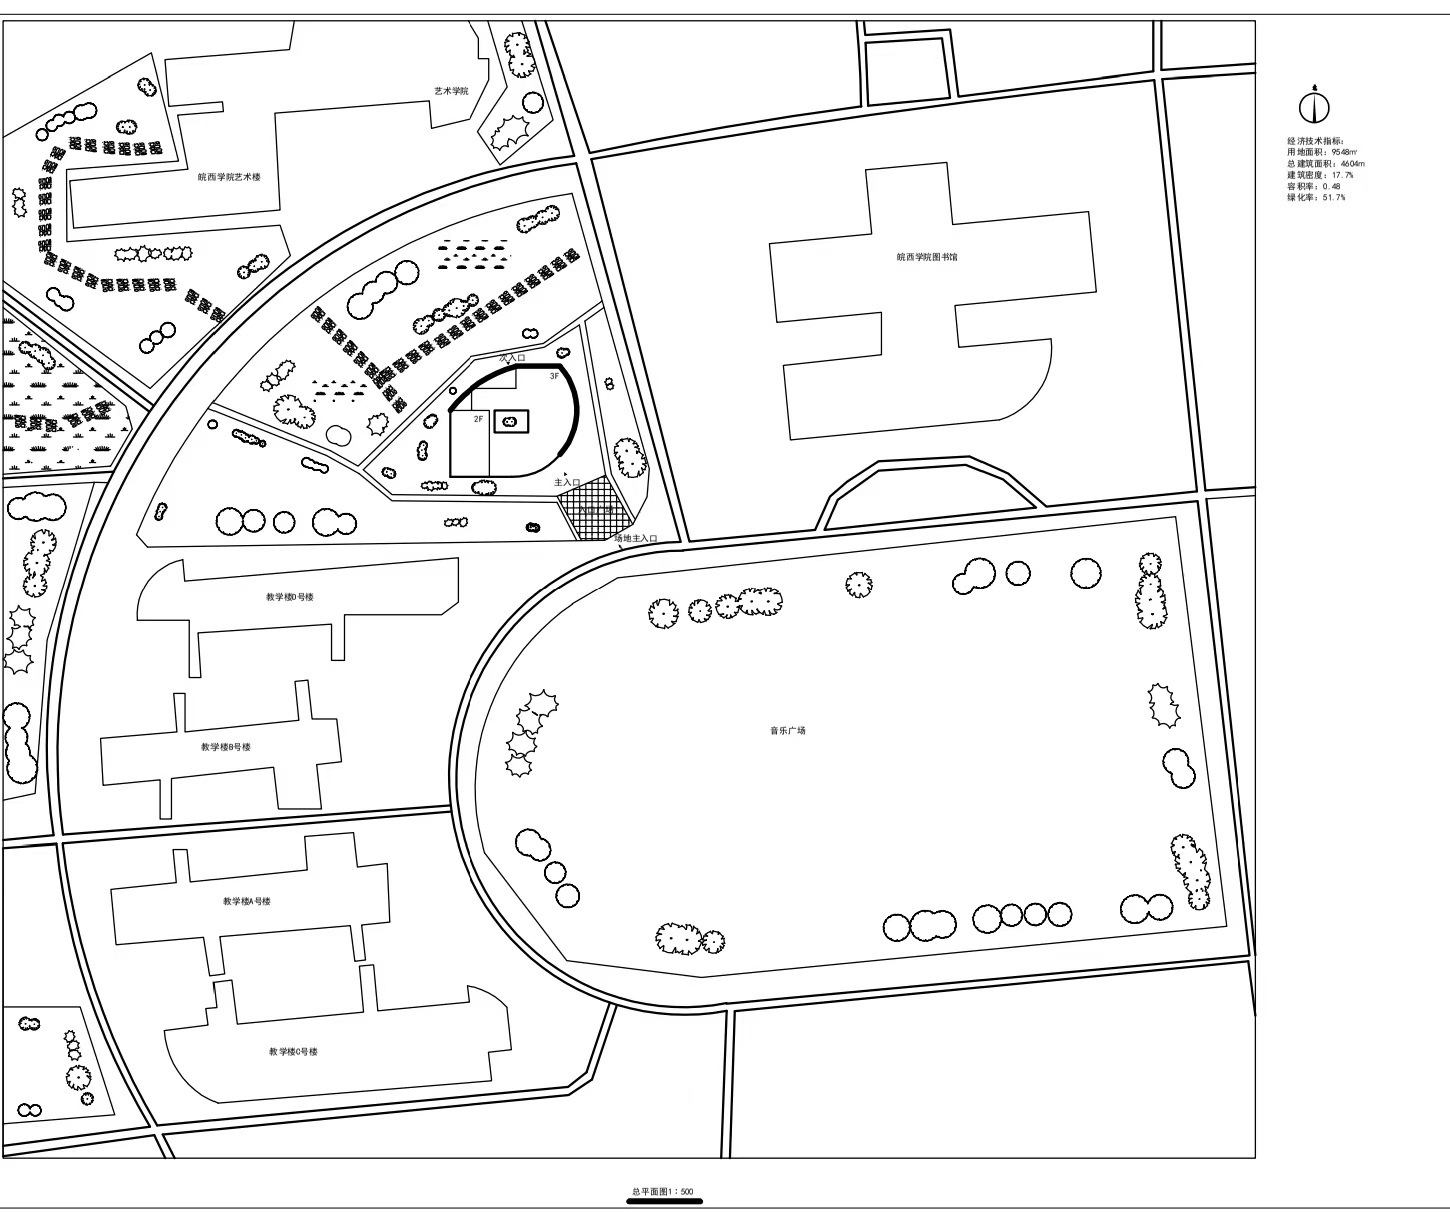 艺术学院
皖西学院艺术楼
皖西学院图书馆
次入口
3F
2F
主入口
入口广场
场地主入口
教学楼D号楼
教学楼B号楼
音乐广场
教学楼A号楼
教学楼C号楼
经济技术指标:
用地面积: 9548㎡
总建筑面积: 4604m
建筑密度: 17.7%
容积率: 0.48
绿化率: 51.7%
总平面图1:500